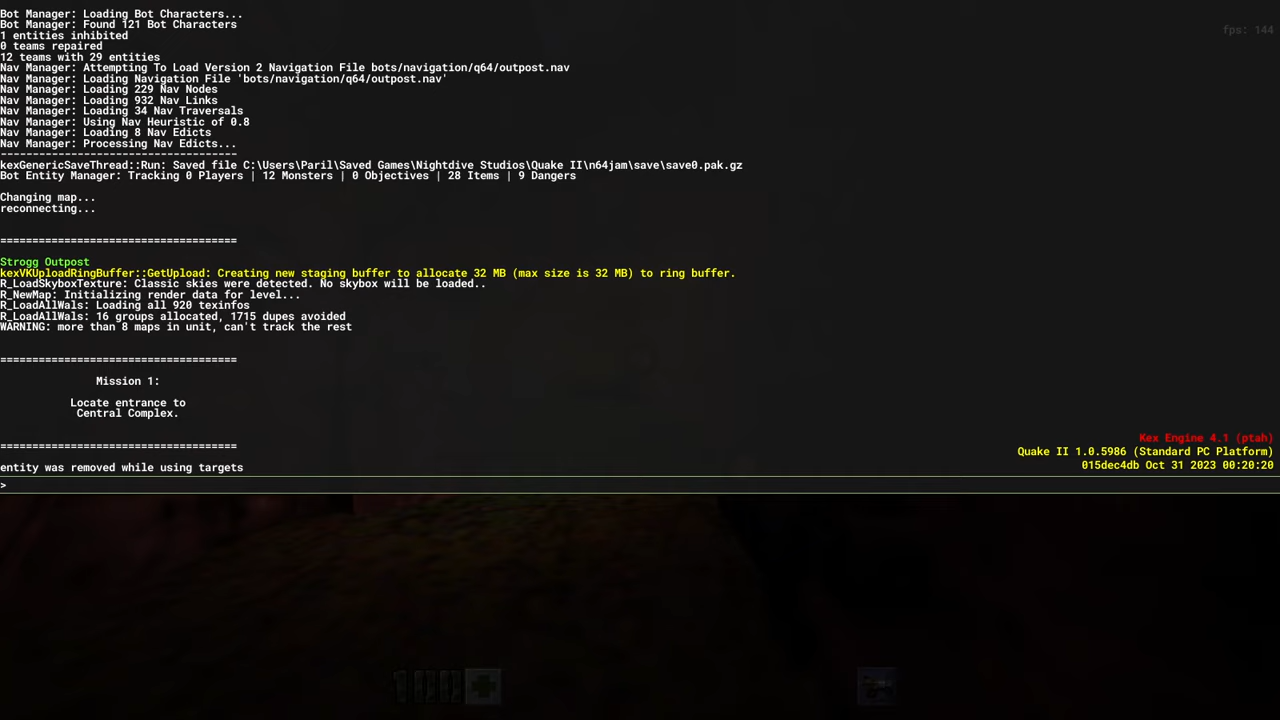 Bot Manager: Loading Bot Characters...
Bot Manager: Found 121 Bot Characters
fps: 144
1 entities inhibited
0 teams repaired
12 teams with 29 entities
Nav Manager: Attempting To Load Version 2 Navigation File bots/navigation/q64/outpost.nav
Nav Manager: Loading Navigation File 'bots/navigation/q64/outpost.nav'
Nav Manager: Loading 229 Nav Nodes
Nav Manager: Loading 932 Nav Links
Nav Manager: Loading 34 Nav Traversals
Nav Manager: Using Nav Heuristic of 0.8
Nav Manager: Loading 8 Nav Edicts
Nav Manager: Processing Nav Edicts...
-------------------------------------
kexGenericSaveThread::Run: Saved file C:\Users\Paril\Saved Games\Nightdive Studios\Quake II\n64jam\save\save0.pak.gz
Bot Entity Manager: Tracking 0 Players | 12 Monsters | 0 Objectives | 28 Items | 9 Dangers
Changing map...
reconnecting...
=====================================
Strogg Outpost
kexVKUploadRingBuffer::GetUpload: Creating new staging buffer to allocate 32 MB (max size is 32 MB) to ring buffer.
R_LoadSkyboxTexture: Classic skies were detected. No skybox will be loaded..
R_NewMap: Initializing render data for level...
R_LoadAllWals: Loading all 920 texinfos
R_LoadAllWals: 16 groups allocated, 1715 dupes avoided
WARNING: more than 8 maps in unit, can't track the rest
=====================================
Mission 1:
Locate entrance to
Central Complex.
=====================================
Kex Engine 4.1 (ptah)
Quake II 1.0.5986 (Standard PC Platform)
015dec4db Oct 31 2023 00:20:20
entity was removed while using targets
>